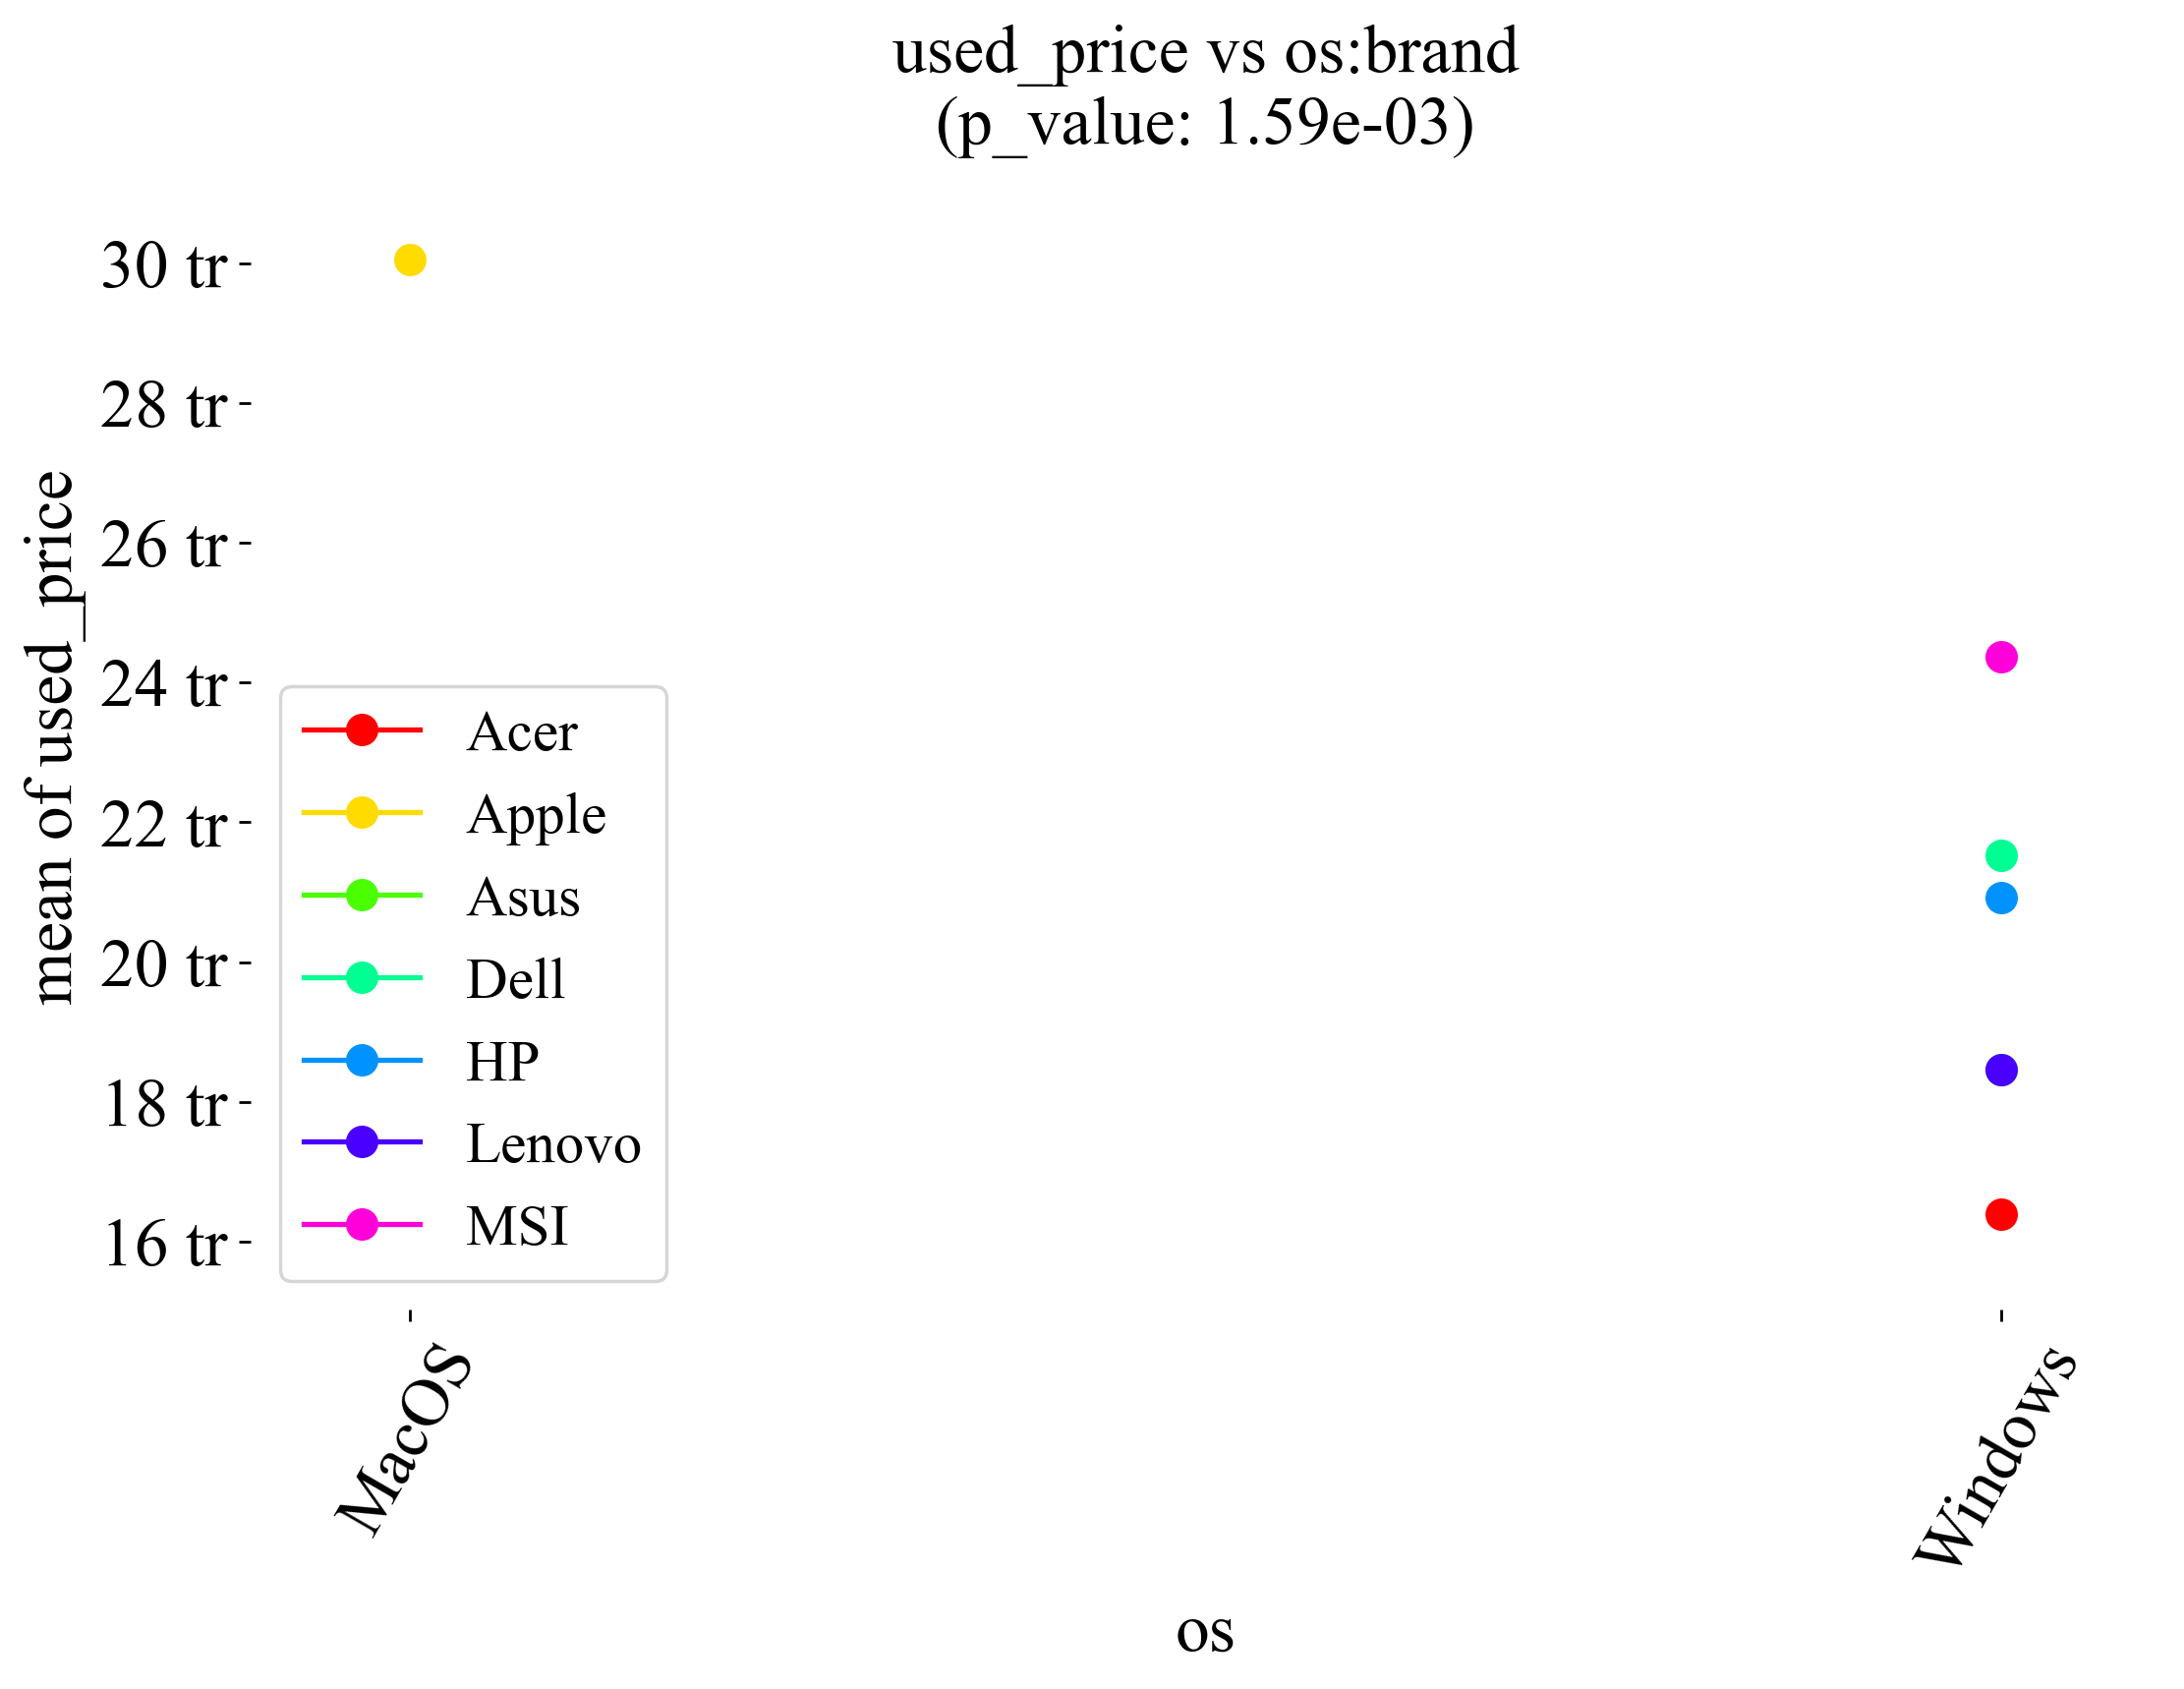 used_price vs os:brand
(p_value: 1.59e-03)
mean of used_price
30 tr
28 tr
26 tr
24 tr
22 tr
20 tr
18 tr
16 tr
Acer
Apple
Asus
Dell
HP
Lenovo
MSI
MacOS
Windows
os